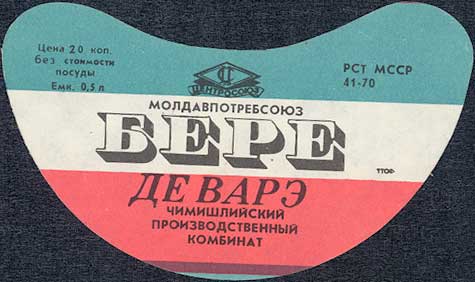 Цена 20 коп.
без стоимости
посуды
Емк. 0,5 л
ЦЕНТРОСОЮЗ
РСТ МССР
41-70
МОЛДАВПОТРЕБСОЮЗ
БЕРЕ
ДЕ ВАРЭ
ЧИМИШЛИЙСКИЙ
ПРОИЗВОДСТВЕННЫЙ
КОМБИНАТ